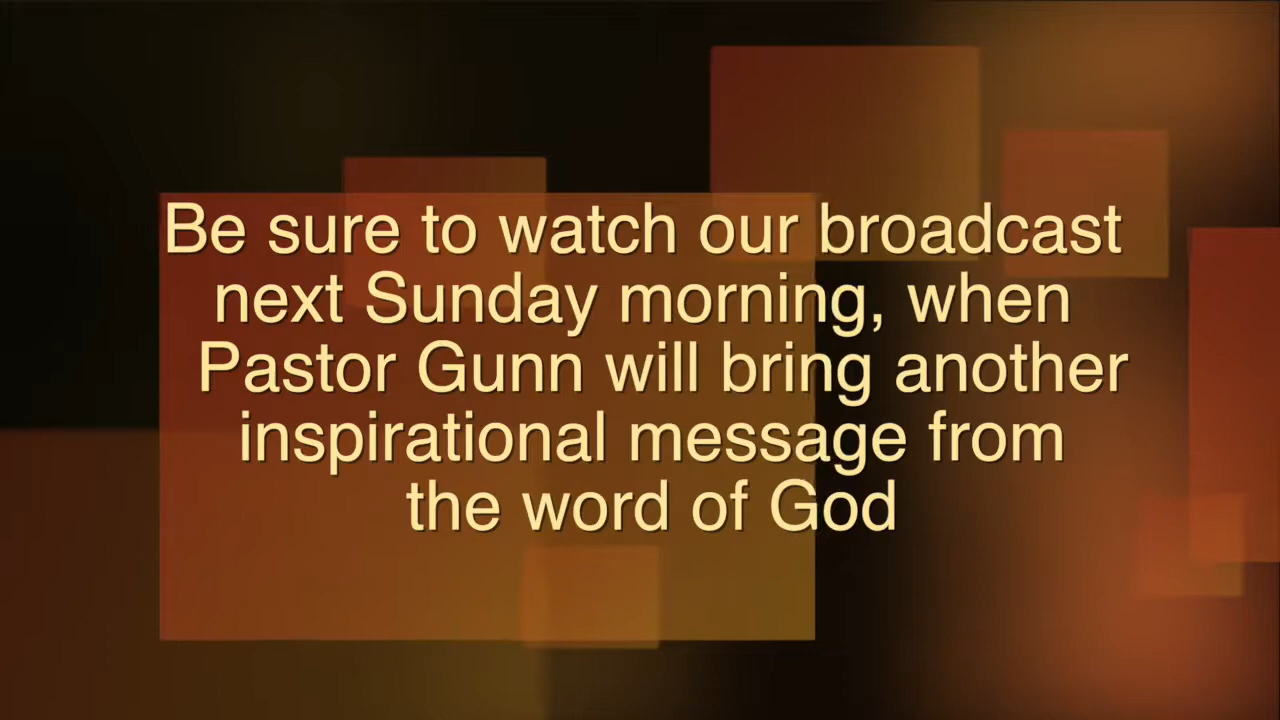 Be sure to watch our broadcast
next Sunday morning, when
Pastor Gunn will bring another
inspirational message from
the word of God